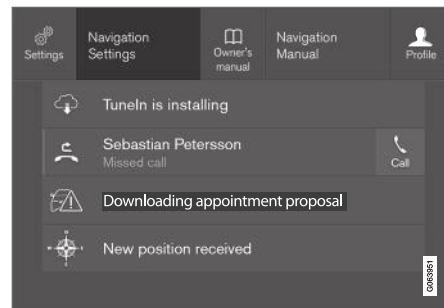 Settings
Navigation
Settings
Owner's
manual
Navigation
Manual
Profile
TuneIn is installing
Sebastian Petersson
Missed call
Call
Downloading appointment proposal
New position received
G063951